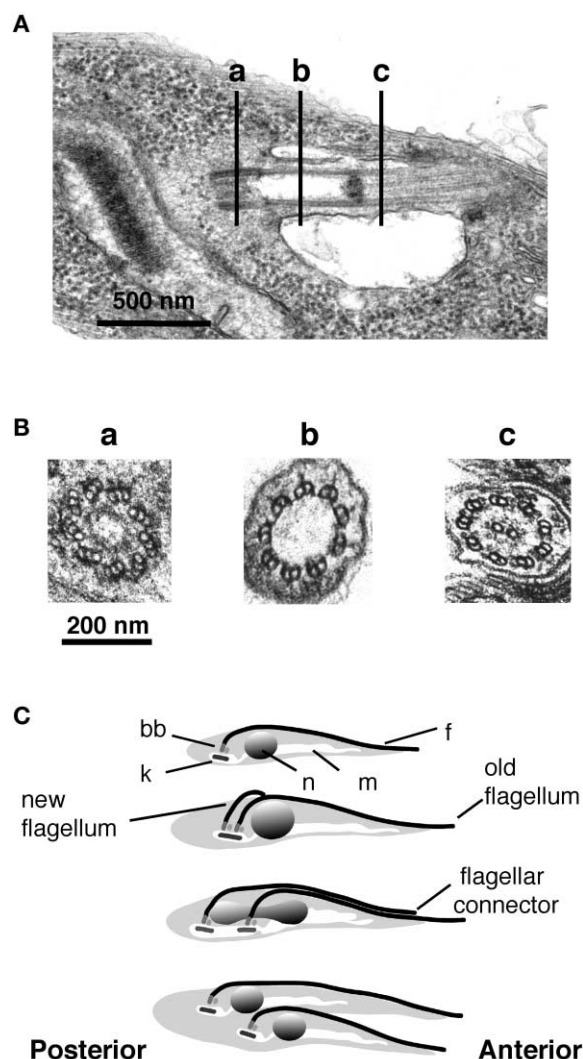 A
a b c
500 nm
B
a b c
200 nm
C
bb
f
k
n m
new
flagellum
old
flagellum
flagellar
connector
Posterior Anterior